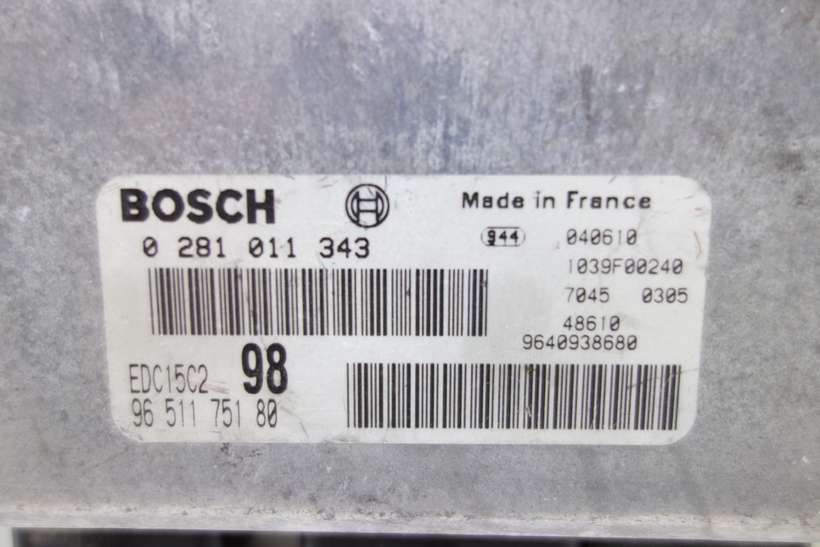 BOSCH
Made in France
0 281 011 343
944 040610
1039F00240
7045 0305
48610
9640938680
EDC15C2 98
96 511 751 80